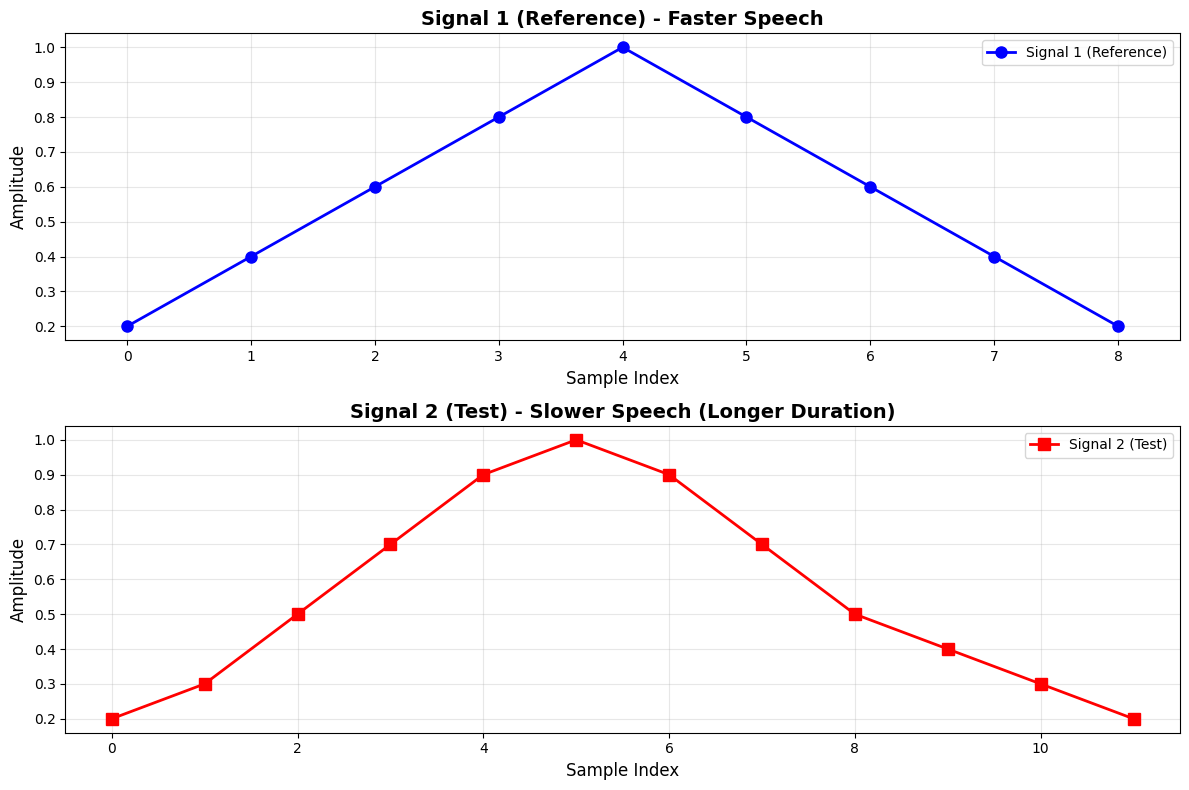 Signal 1 (Reference) - Faster Speech
Signal 1 (Reference)
Amplitude
1.0
0.9
0.8
0.7
0.6
0.5
0.4
0.3
0.2
0 1 2 3 4 5 6 7 8
Sample Index
Signal 2 (Test) - Slower Speech (Longer Duration)
Signal 2 (Test)
Amplitude
1.0
0.9
0.8
0.7
0.6
0.5
0.4
0.3
0.2
0 2 4 6 8 10
Sample Index